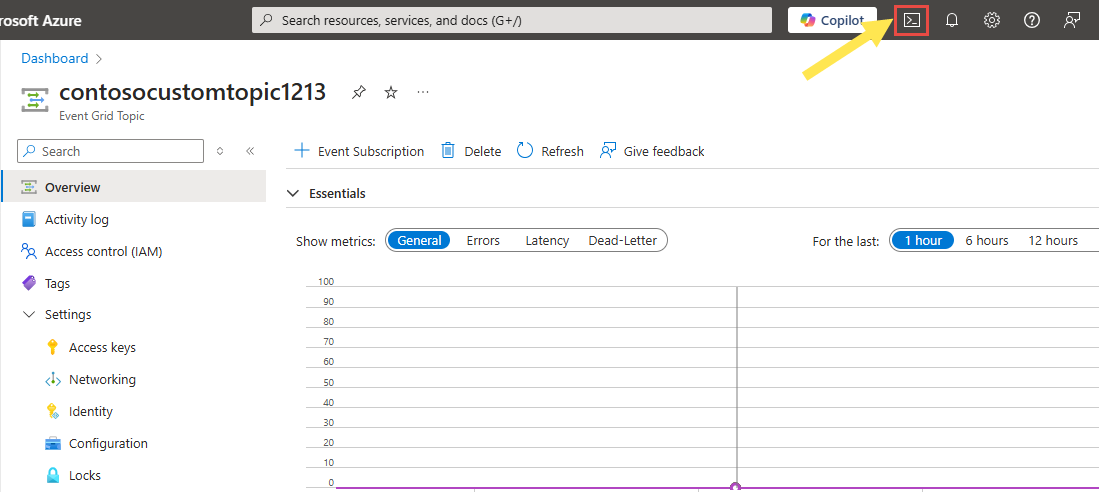 rosoft Azure
Search resources, services, and docs (G+/)
Copilot
Dashboard
contosocustomtopic1213
Event Grid Topic
Search
Event Subscription
Delete
Refresh
Give feedback
Overview
Essentials
Activity log
Access control (IAM)
Tags
Settings
Access keys
Networking
Identity
Configuration
Locks
Show metrics: General Errors Latency Dead-Letter
For the last: 1 hour 6 hours 12 hours
100
90
80
70
60
50
40
30
20
10
0